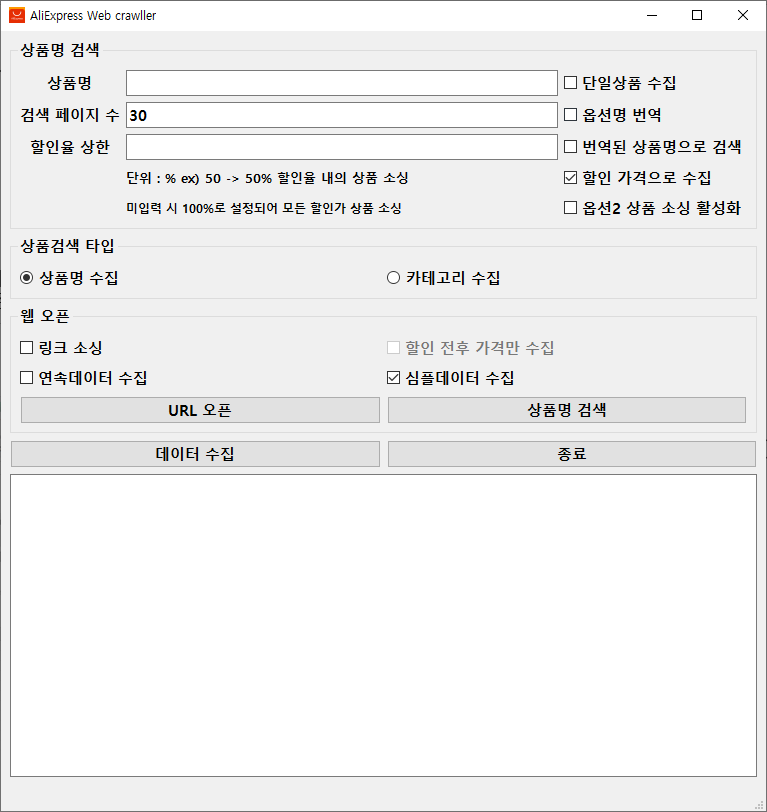 AliExpress Web crawller
상품명 검색
상품명
단일상품 수집
검색 페이지 수 30
옵션명 번역
할인율 상한
번역된 상품명으로 검색
단위 : % ex) 50 -> 50% 할인율 내의 상품 소싱
할인 가격으로 수집
미입력 시 100%로 설정되어 모든 할인가 상품 소싱
옵션2 상품 소싱 활성화
상품검색 타입
상품명 수집
카테고리 수집
웹 오픈
링크 소싱
할인 전후 가격만 수집
연속데이터 수집
심플데이터 수집
URL 오픈
상품명 검색
데이터 수집
종료